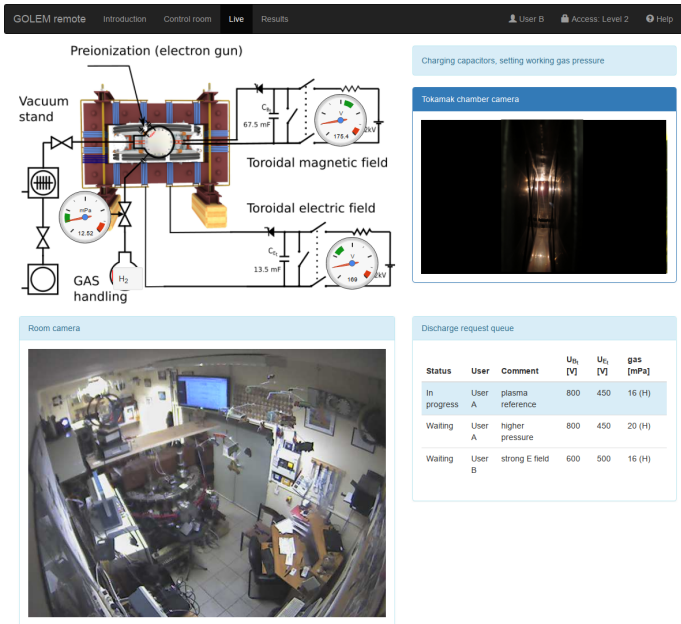 GOLEM remote Introduction Control room Live Results User B Access: Level 2 Help
Preionization (electron gun)
Vacuum
stand
C_Bt
67.5 mF
V
175.4
2kV
Toroidal magnetic field
mPa
12.52
Toroidal electric field
C_Et
13.5 mF
V
169
2kV
GAS
handling
H₂
Charging capacitors, setting working gas pressure
Tokamak chamber camera
Room camera
Discharge request queue
Status User Comment U_Bt [V] U_Et [V] gas [mPa]
In progress User A plasma reference 800 450 16 (H)
Waiting User A higher pressure 800 450 20 (H)
Waiting User B strong E field 600 500 16 (H)